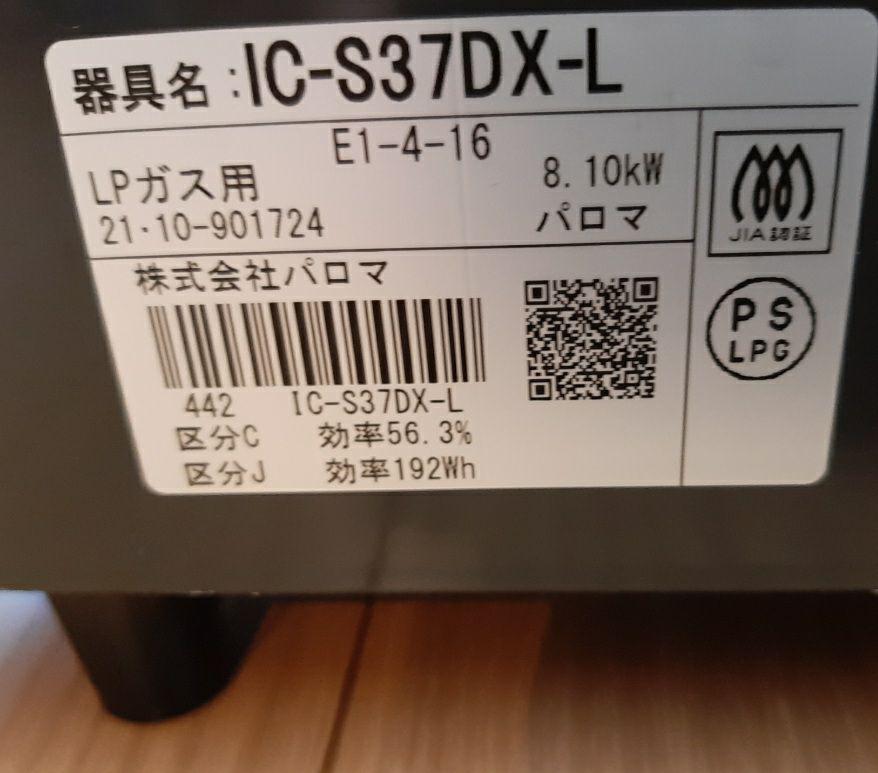 器具名:IC-S37DX-L
E1-4-16
LPガス用 8.10kW
21・10-901724 パロマ
JIA認証
株式会社パロマ
PS
LPG
442 IC-S37DX-L
区分C 効率56.3%
区分J 効率192Wh